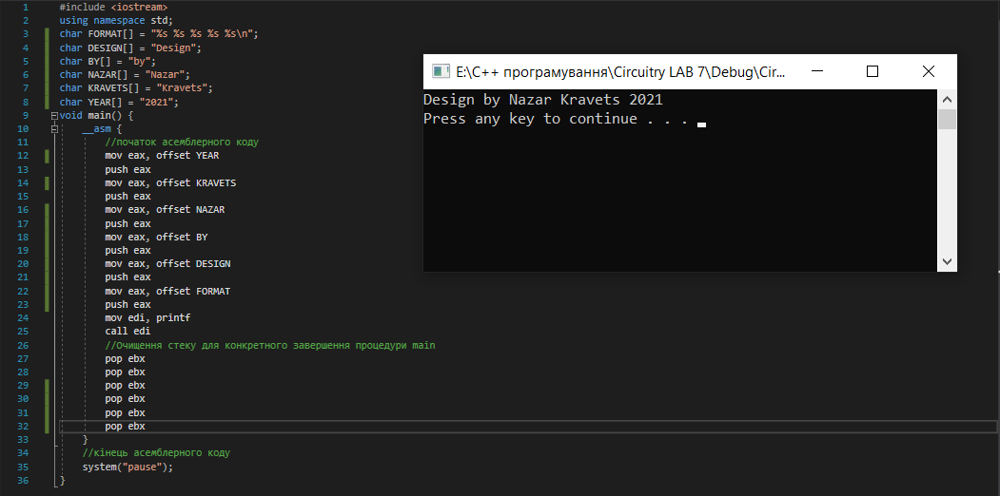 1 #include <iostream>
2 using namespace std;
3 char FORMAT[] = "%s %s %s %s %s\n";
4 char DESIGN[] = "Design";
5 char BY[] = "by";
6 char NAZAR[] = "Nazar";
7 char KRAVETS[] = "Kravets";
8 char YEAR[] = "2021";
9 void main() {
10 __asm {
11 //початок асемблерного коду
12 mov eax, offset YEAR
13 push eax
14 mov eax, offset KRAVETS
15 push eax
16 mov eax, offset NAZAR
17 push eax
18 mov eax, offset BY
19 push eax
20 mov eax, offset DESIGN
21 push eax
22 mov eax, offset FORMAT
23 push eax
24 mov edi, printf
25 call edi
26 //Очищення стеку для конкретного завершення процедури main
27 pop ebx
28 pop ebx
29 pop ebx
30 pop ebx
31 pop ebx
32 pop ebx
33 }
34 //кінець асемблерного коду
35 system("pause");
36 }
E:\C++ програмування\Circuitry LAB 7\Debug\Cir...
Design by Nazar Kravets 2021
Press any key to continue . . .